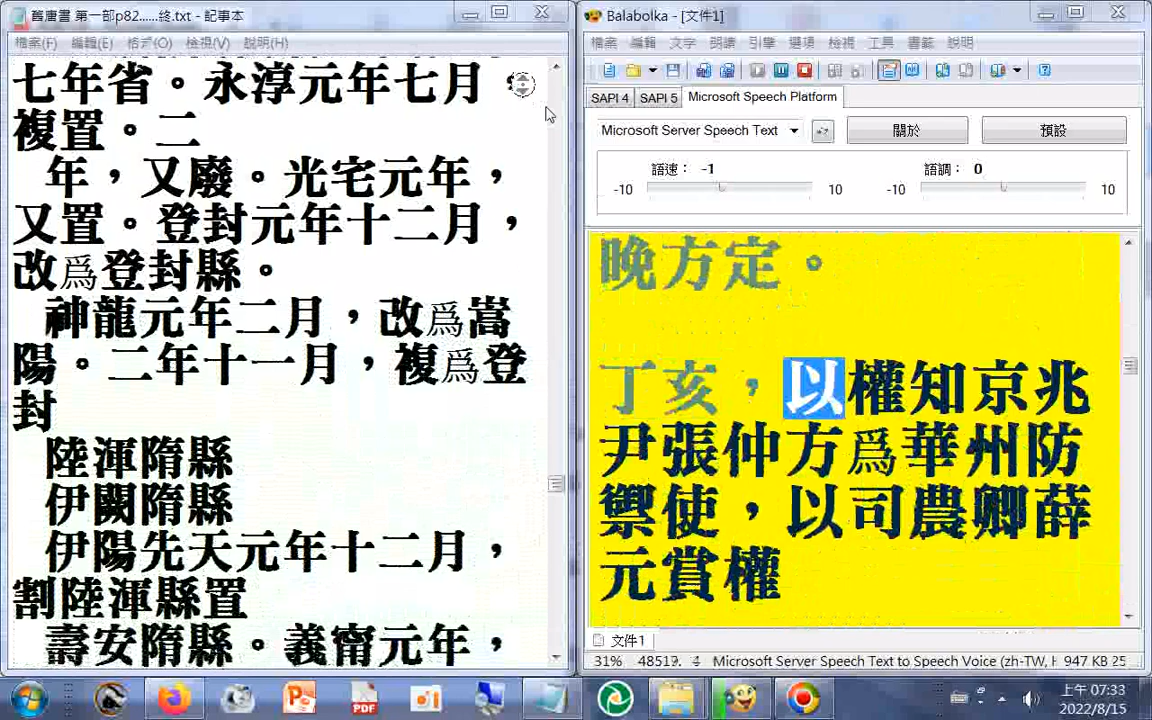 舊唐書 第一部p82......終.txt - 記事本
檔案(F) 編輯(E) 格式(O) 檢視(V) 說明(H)
七年省。永淳元年七月，
複置。二
年，又廢。光宅元年，
又置。登封元年十二月，
改爲登封縣。
神龍元年二月，改爲嵩
陽。二年十一月，複爲登
封
陸渾隋縣
伊闕隋縣
伊陽先天元年十二月，
割陸渾縣置
壽安隋縣。義甯元年，
Balabolka - [文件1]
檔案 編輯 文字 朗讀 引擎 選項 檢視 工具 書籤 說明
SAPI 4 SAPI 5 Microsoft Speech Platform
Microsoft Server Speech Text 關於 預設
語速： -1 語調： 0
-10 10 -10 10
晚方定。
丁亥，以權知京兆
尹張仲方爲華州防
禦使，以司農卿薛
元賞權
文件1
31% 48519. 4 Microsoft Server Speech Text to Speech Voice (zh-TW, H 947 KB 25
上午 07:33
2022/8/15